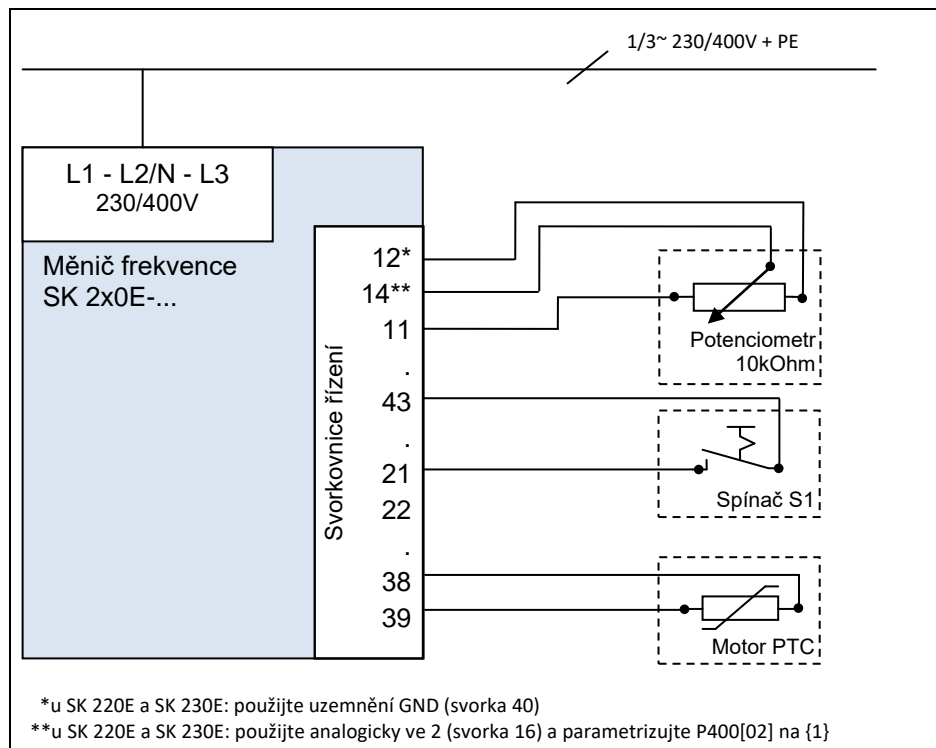 1/3~ 230/400V + PE
L1 - L2/N - L3
230/400V
Měnič frekvence
SK 2x0E-...
Svorkovnice řízení
12*
14**
11
.
43
.
21
22
.
38
39
Potenciometr
10kOhm
Spínač S1
Motor PTC
*u SK 220E a SK 230E: použijte uzemnění GND (svorka 40)
**u SK 220E a SK 230E: použijte analogicky ve 2 (svorka 16) a parametrizujte P400[02] na {1}